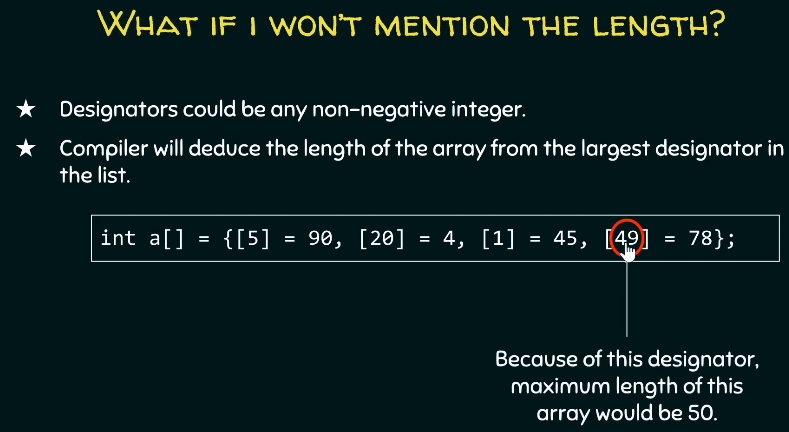 WHAT IF I WON'T MENTION THE LENGTH?
★ Designators could be any non-negative integer.
★ Compiler will deduce the length of the array from the largest designator in
the list.
int a[] = {[5] = 90, [20] = 4, [1] = 45, [49] = 78};
Because of this designator,
maximum length of this
array would be 50.